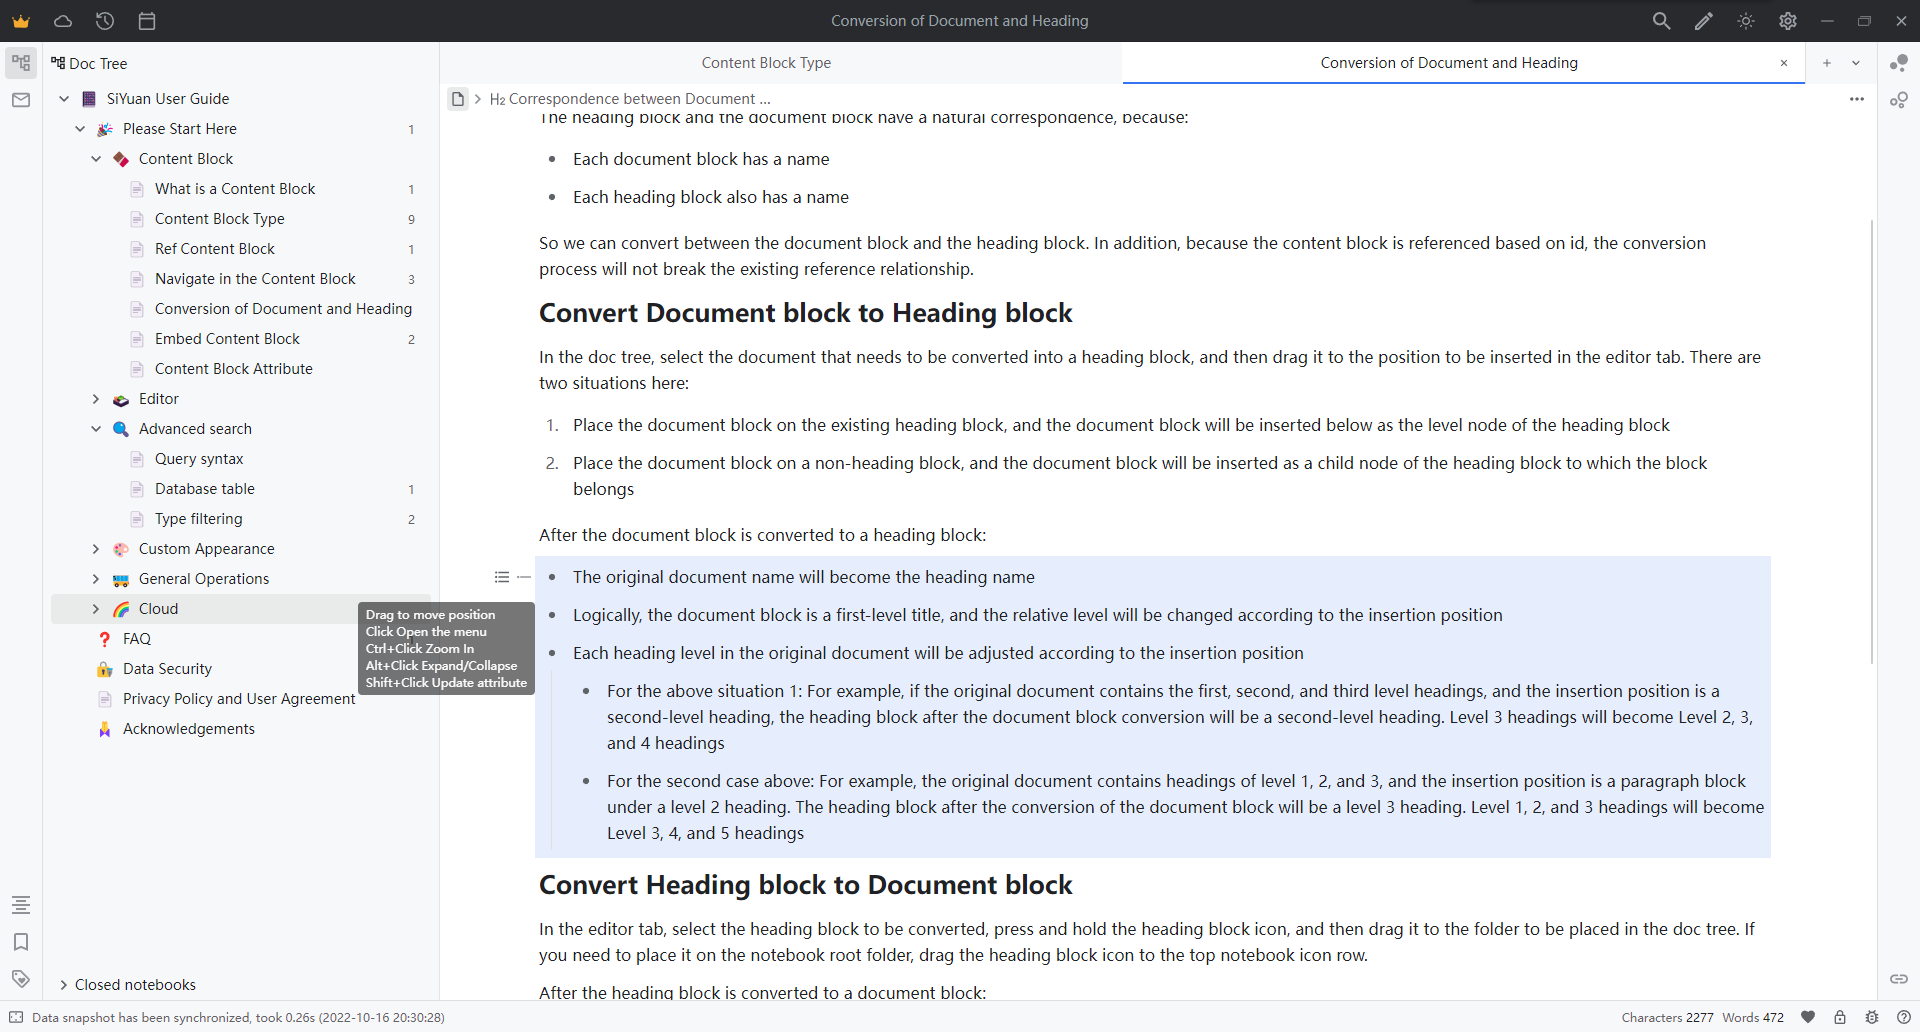 Conversion of Document and Heading
Doc Tree
SiYuan User Guide
Please Start Here 1
Content Block
What is a Content Block 1
Content Block Type 9
Ref Content Block 1
Navigate in the Content Block 3
Conversion of Document and Heading
Embed Content Block 2
Content Block Attribute
Editor
Advanced search
Query syntax
Database table 1
Type filtering 2
Custom Appearance
General Operations
Cloud
FAQ
Data Security
Privacy Policy and User Agreement
Acknowledgements
Closed notebooks
Drag to move position
Click Open the menu
Ctrl+Click Zoom In
Alt+Click Expand/Collapse
Shift+Click Update attribute
Content Block Type
Conversion of Document and Heading
H2 Correspondence between Document ...
The heading block and the document block have a natural correspondence, because:
Each document block has a name
Each heading block also has a name
So we can convert between the document block and the heading block. In addition, because the content block is referenced based on id, the conversion
process will not break the existing reference relationship.
Convert Document block to Heading block
In the doc tree, select the document that needs to be converted into a heading block, and then drag it to the position to be inserted in the editor tab. There are
two situations here:
1. Place the document block on the existing heading block, and the document block will be inserted below as the level node of the heading block
2. Place the document block on a non-heading block, and the document block will be inserted as a child node of the heading block to which the block
belongs
After the document block is converted to a heading block:
The original document name will become the heading name
Logically, the document block is a first-level title, and the relative level will be changed according to the insertion position
Each heading level in the original document will be adjusted according to the insertion position
For the above situation 1: For example, if the original document contains the first, second, and third level headings, and the insertion position is a
second-level heading, the heading block after the document block conversion will be a second-level heading. Level 3 headings will become Level 2, 3,
and 4 headings
For the second case above: For example, the original document contains headings of level 1, 2, and 3, and the insertion position is a paragraph block
under a level 2 heading. The heading block after the conversion of the document block will be a level 3 heading. Level 1, 2, and 3 headings will become
Level 3, 4, and 5 headings
Convert Heading block to Document block
In the editor tab, select the heading block to be converted, press and hold the heading block icon, and then drag it to the folder to be placed in the doc tree. If
you need to place it on the notebook root folder, drag the heading block icon to the top notebook icon row.
After the heading block is converted to a document block:
Data snapshot has been synchronized, took 0.26s (2022-10-16 20:30:28)
Characters 2277 Words 472